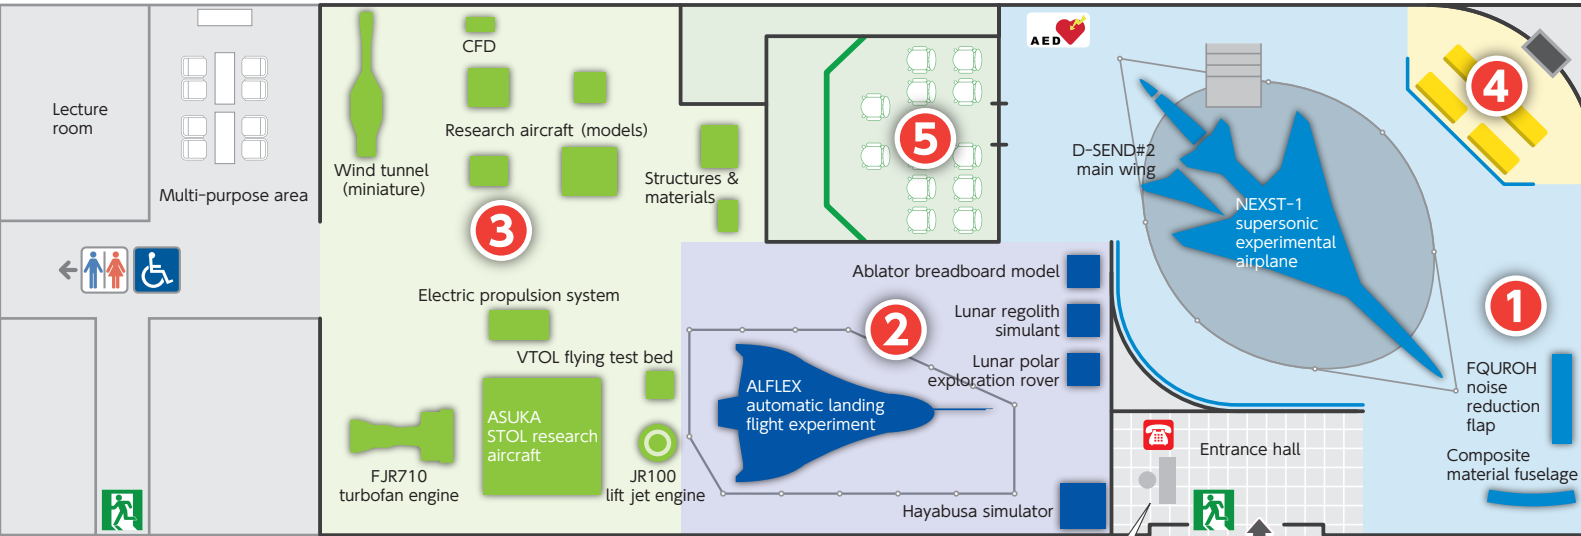 Lecture
room
Multi-purpose area
Wind tunnel
(miniature)
CFD
Research aircraft (models)
Structures &
materials
3
Electric propulsion system
VTOL flying test bed
ASUKA
STOL research
aircraft
FJR710
turbofan engine
JR100
lift jet engine
5
2
Ablator breadboard model
Lunar regolith
simulant
Lunar polar
exploration rover
ALFLEX
automatic landing
flight experiment
Hayabusa simulator
AED
D-SEND#2
main wing
NEXST-1
supersonic
experimental
airplane
4
1
FQUROH
noise
reduction
flap
Composite
material fuselage
Entrance hall